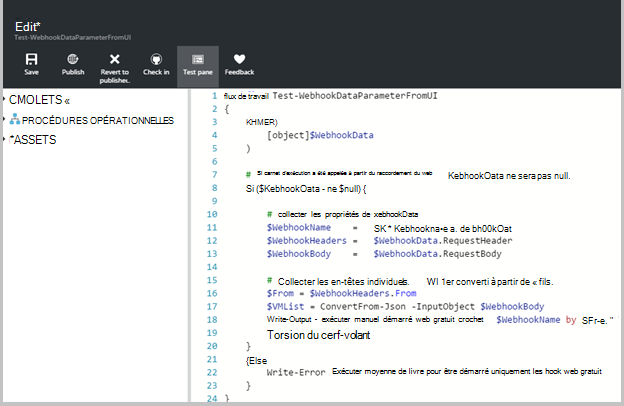 Edit*
Test-WebhookDataParameterFromUI
Save
Publish
Revert to publishe..
Check in
Test pane
Feedback
CMOLETS «
PROCÉDURES OPÉRATIONNELLES
*ASSETS
1 flux de travail Test-WebhookDataParameterFromUI
2 {
3 KHMER)
4 [object]$WebhookData
5 )
6
7 # Si carnet d'exécution a été appelée à partir du raccordement du web KebhookOata ne sera pas null.
8 Si ($KebhookOata - ne $null) {
9
10 # collecter les propriétés de xebhookData
11 $WebhookName = SK * Kebhookna•e a. de bh00kOat
12 $WebhookHeaders = $WebhookData.RequestHeader
13 $WebhookBody = $WebhookData.RequestBody
14
15 # Collecter les en-têtes individuels. WI 1er converti à partir de « fils.
16 $From = $WebhookHeaders.From
17 $VMList = ConvertFrom-Json -InputObject $WebhookBody
18 Write-Output - exécuter manuel démarré web gratuit crochet. $WebhookName by SFr-e. "
19 Torsion du cerf-volant
20 }
21 {Else
22 Write-Error Exécuter moyenne de livre pour être démarré uniquement les hook web gratuit
23 }
24 }